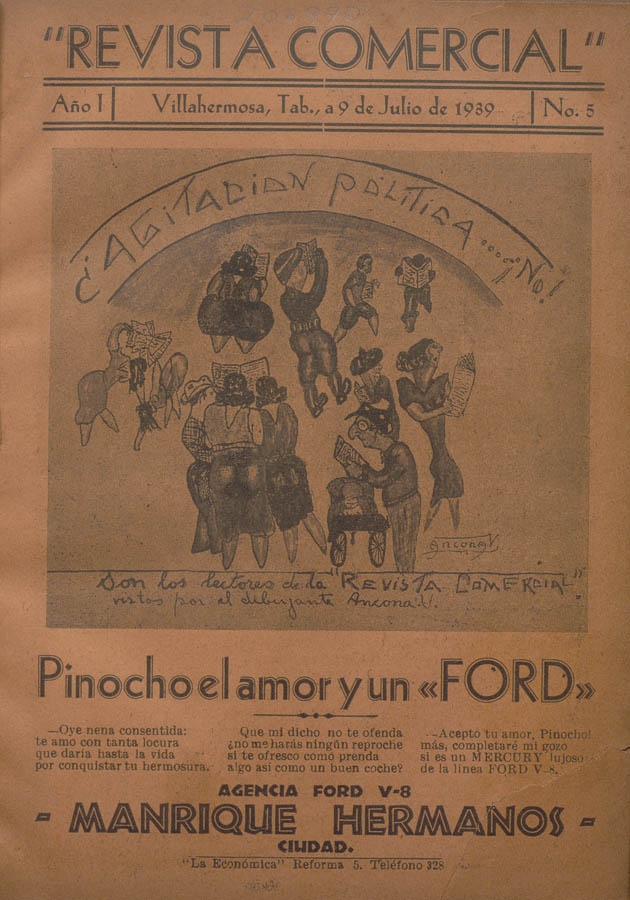 "REVISTA COMERCIAL"
Año I
Villahermosa, Tab., a 9 de Julio de 1939
No. 5
¿AGITACION POLITICA......¡No!
ANCONA V.
Son los lectores de la "REVISTA COMERCIAL"
vistos por el dibujante Ancona V.
Pinocho el amor y un «FORD»
—Oye nena consentida:
te amo con tanta locura
que daría hasta la vida
por conquistar tu hermosura.
Que mi dicho no te ofenda
¿no me harás ningún reproche
si te ofresco como prenda
algo así como un buen coche?
—Acepto tu amor, Pinocho!
más, completaré mi gozo
si es un MERCURY lujoso
de la línea FORD V-8.
AGENCIA FORD V-8
- MANRIQUE HERMANOS -
CIUDAD.
"La Económica" Reforma 5. Teléfono 328